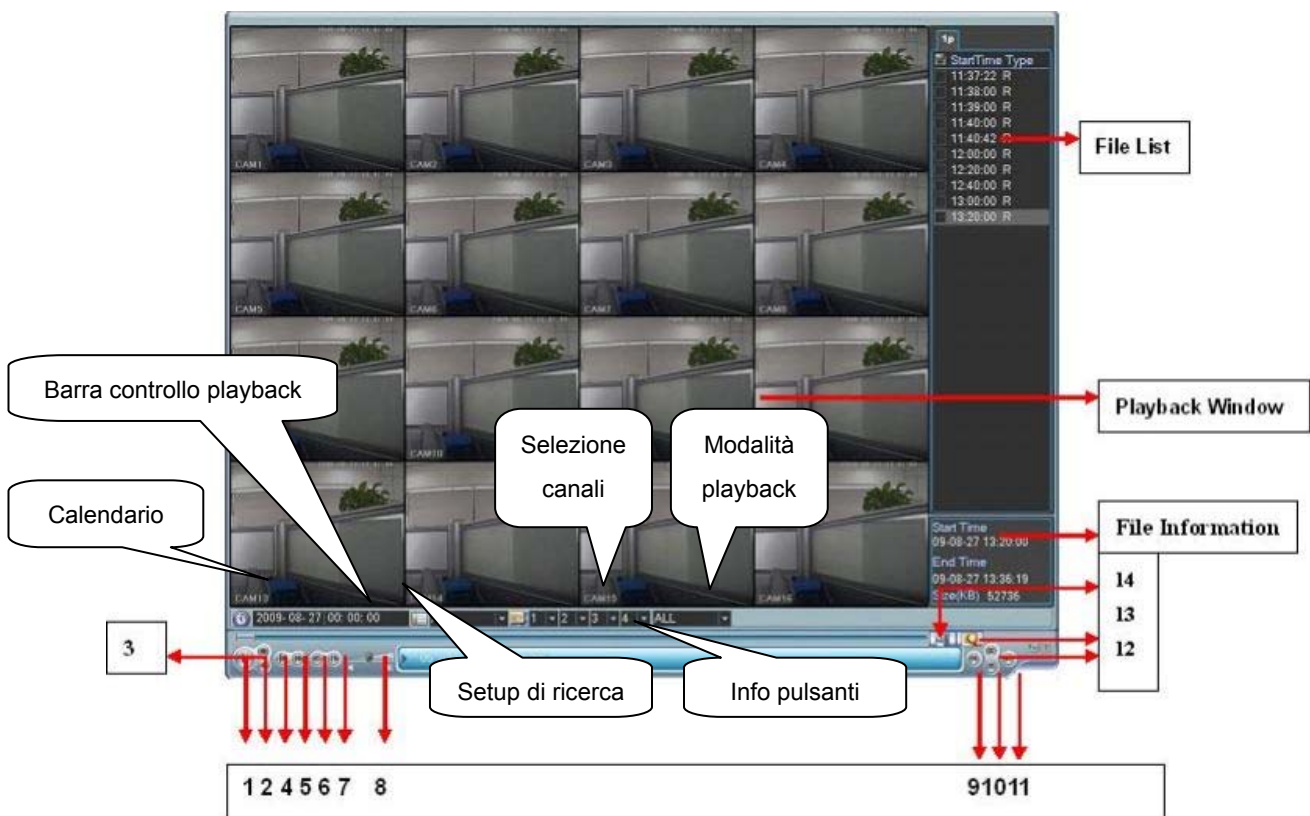 1p
StartTime Type
11:37:22 R
11:38:00 R
11:39:00 R
11:40:00 R
11:40:42 R
12:00:00 R
12:20:00 R
12:40:00 R
13:00:00 R
13:20:00 R
File List
CAM1
CAM2
CAM3
CAM4
CAM5
CAM6
CAM7
CAM8
Barra controllo playback
Playback Window
CAM10
Selezione
canali
Modalità
playback
Calendario
Start Time
09-08-27 13:20:00
End Time
09-08-27 13:36:19
Size(KB) 52736
File Information
14
13
12
CAM13
CAM15
CAM16
2009-08-27 00:00:00
1 2 3 4 ALL
3
Setup di ricerca
Info pulsanti
1 2 4 5 6 7 8
91011